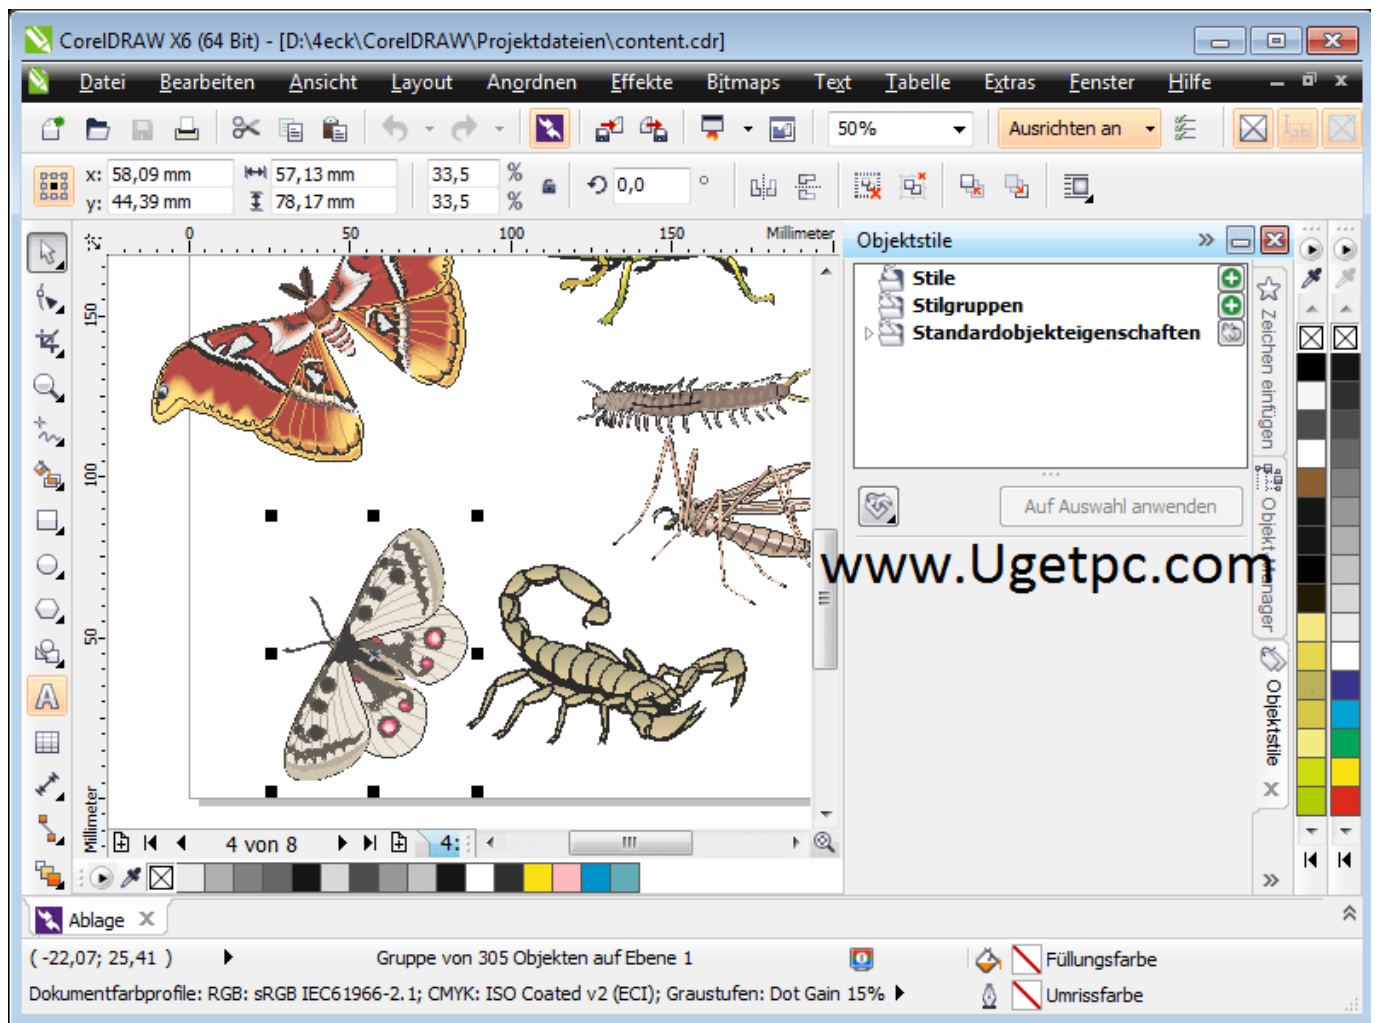 CorelDRAW X6 (64 Bit) - [D:\4eck\CorelDRAW\Projektdateien\content.cdr]
Datei Bearbeiten Ansicht Layout Anordnen Effekte Bitmaps Text Tabelle Extras Fenster Hilfe
50% Ausrichten an
x: 58,09 mm 57,13 mm 33,5 %
y: 44,39 mm 78,17 mm 33,5 %
0,0 °
0 50 100 150 Millimeter
150
100
50
Millimeter
Objektstile
Stile
Stilgruppen
Standardobjekteigenschaften
Auf Auswahl anwenden
Zeichen einfügen
Objekt-Manager
Objektstile
www.Ugetpc.com
4 von 8 4:
Ablage
( -22,07; 25,41 ) Gruppe von 305 Objekten auf Ebene 1 Füllungsfarbe
Dokumentfarbprofile: RGB: sRGB IEC61966-2.1; CMYK: ISO Coated v2 (ECI); Graustufen: Dot Gain 15% Umrissfarbe